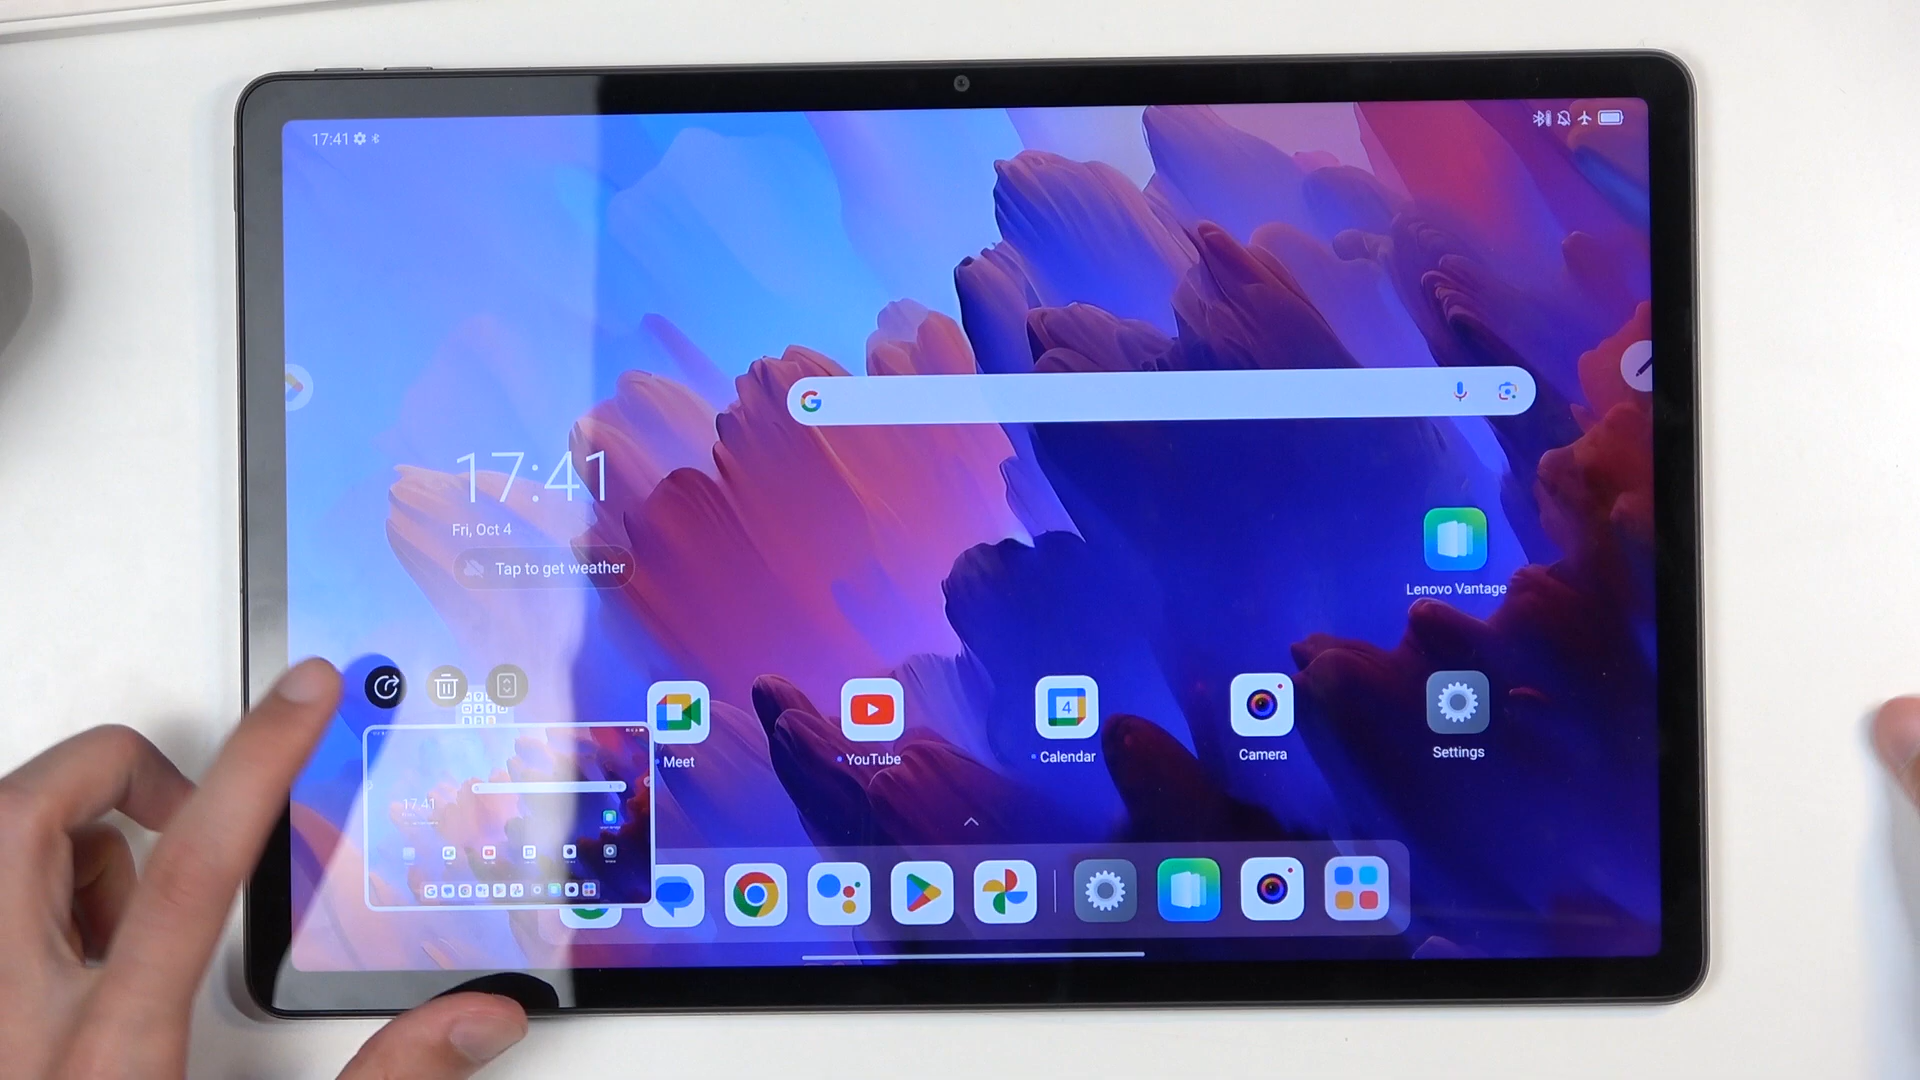 17:41
17:41
Fri, Oct 4
Tap to get weather
Lenovo Vantage
Meet
YouTube
4
Calendar
Camera
Settings
17:41